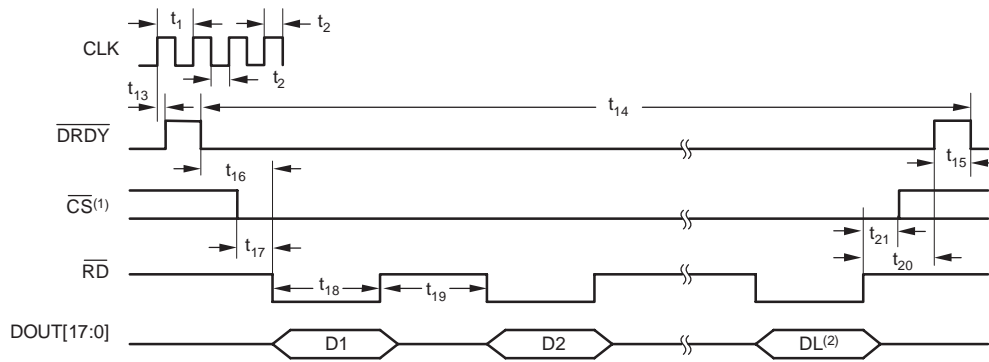 t1 t2
CLK
t2
t13
t14
DRDY
t16 t15
CS(1)
t21
t17 t20
RD
t18 t19
DOUT[17:0] D1 D2 DL(2)